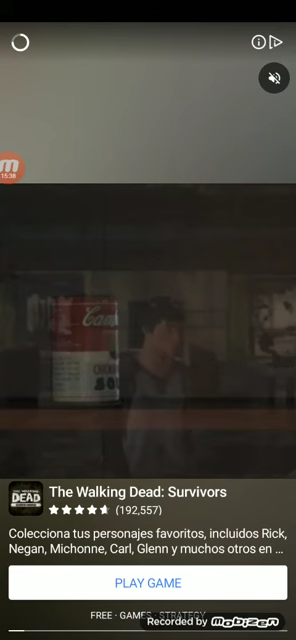 15:38
Cam
The Walking Dead: Survivors
(192,557)
Colecciona tus personajes favoritos, incluidos Rick,
Negan, Michonne, Carl, Glenn y muchos otros en ...
PLAY GAME
FREE - GAMES - STRATEGY
Recorded by mobizen